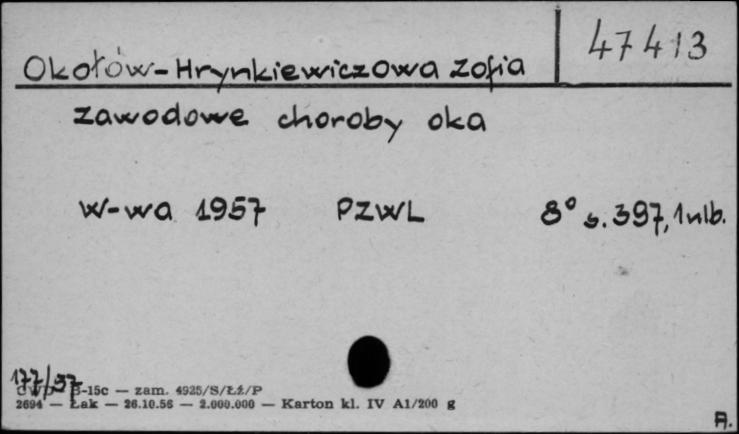 47413
Okołów-Hrynkiewiczowa Zofia
Zawodowe choroby oka
W-wa 1957 PZWL 8° s. 397, 1 nlb.
177/57
CWD B-15c — zam. 4925/S/ŁŻ/P
2694 — Łak — 26.10.56 — 2.000.000 — Karton kl. IV A1/200 g
A.